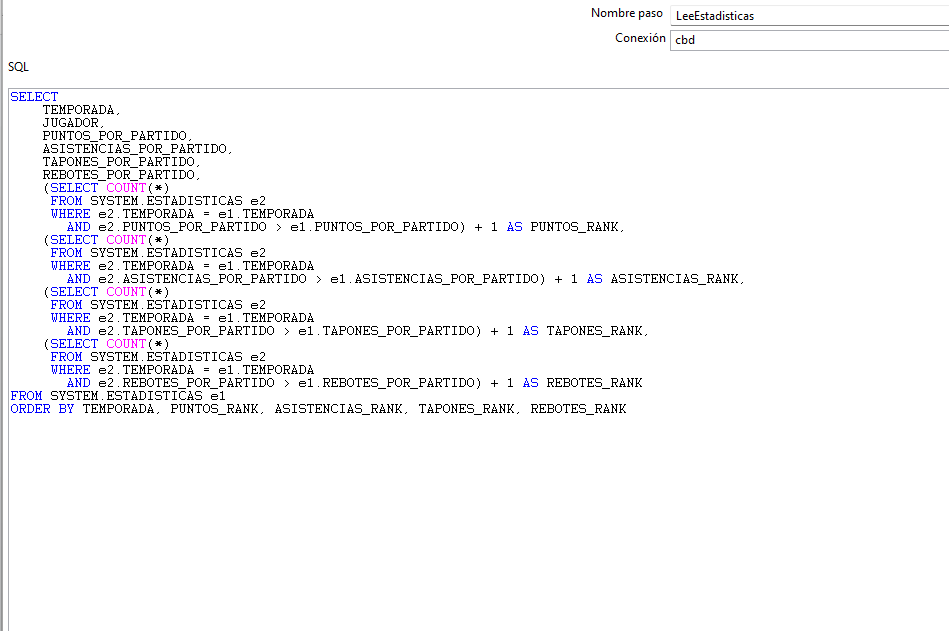 Nombre paso LeeEstadisticas
Conexión cbd
SQL
SELECT
    TEMPORADA,
    JUGADOR,
    PUNTOS_POR_PARTIDO,
    ASISTENCIAS_POR_PARTIDO,
    TAPONES_POR_PARTIDO,
    REBOTES_POR_PARTIDO,
    (SELECT COUNT(*)
     FROM SYSTEM.ESTADISTICAS e2
     WHERE e2.TEMPORADA = e1.TEMPORADA
       AND e2.PUNTOS_POR_PARTIDO > e1.PUNTOS_POR_PARTIDO) + 1 AS PUNTOS_RANK,
    (SELECT COUNT(*)
     FROM SYSTEM.ESTADISTICAS e2
     WHERE e2.TEMPORADA = e1.TEMPORADA
       AND e2.ASISTENCIAS_POR_PARTIDO > e1.ASISTENCIAS_POR_PARTIDO) + 1 AS ASISTENCIAS_RANK,
    (SELECT COUNT(*)
     FROM SYSTEM.ESTADISTICAS e2
     WHERE e2.TEMPORADA = e1.TEMPORADA
       AND e2.TAPONES_POR_PARTIDO > e1.TAPONES_POR_PARTIDO) + 1 AS TAPONES_RANK,
    (SELECT COUNT(*)
     FROM SYSTEM.ESTADISTICAS e2
     WHERE e2.TEMPORADA = e1.TEMPORADA
       AND e2.REBOTES_POR_PARTIDO > e1.REBOTES_POR_PARTIDO) + 1 AS REBOTES_RANK
FROM SYSTEM.ESTADISTICAS e1
ORDER BY TEMPORADA, PUNTOS_RANK, ASISTENCIAS_RANK, TAPONES_RANK, REBOTES_RANK